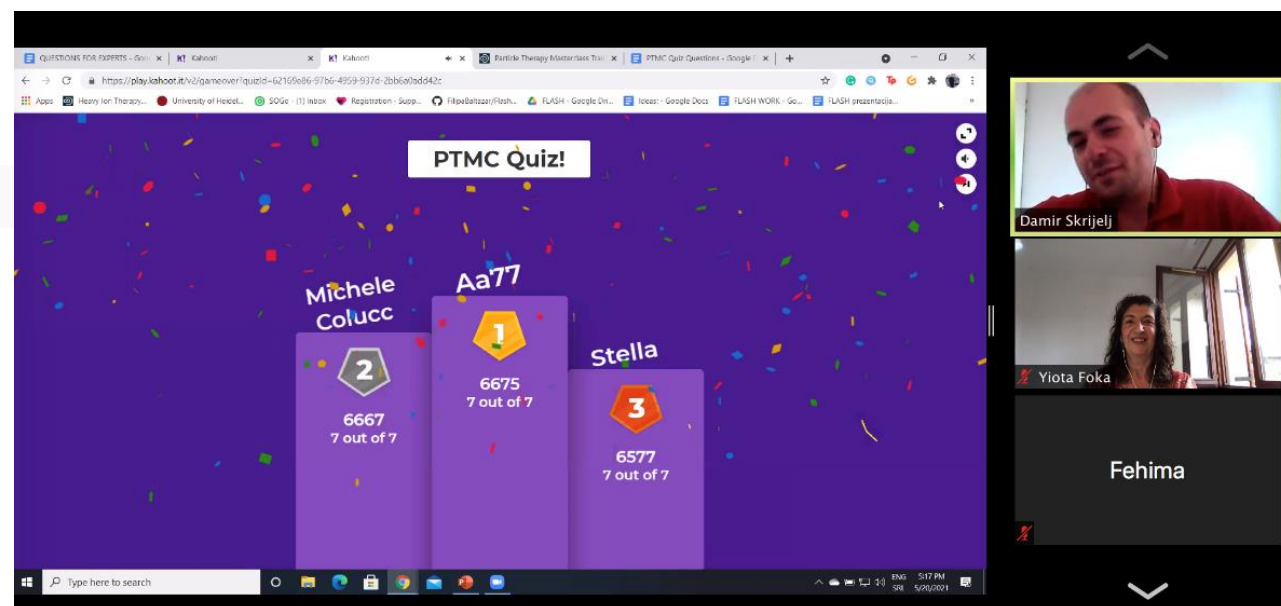 QUESTIONS FOR EXPERTS - Goo
K! Kahoot!
K! Kahoot!
Particle Therapy Masterclass Trai
PTMC Quiz Questions - Google
https://play.kahoot.it/v2/gameover?quizId=62169e86-97b6-4959-937d-2bb6a0add42c
Apps
Heavy Ion Therapy...
University of Heidel...
SOGo - (1) Inbox
Registration - Supp...
FilipaBaltazar/Flash...
FLASH - Google Dri...
Ideas: - Google Docs
FLASH WORK - Go...
FLASH prezentacija...
PTMC Quiz!
Michele
Colucc
2
6667
7 out of 7
Aa77
1
6675
7 out of 7
Stella
3
6577
7 out of 7
Damir Skrijelj
Yiota Foka
Fehima
Type here to search
ENG
SRL
5:17 PM
5/20/2021